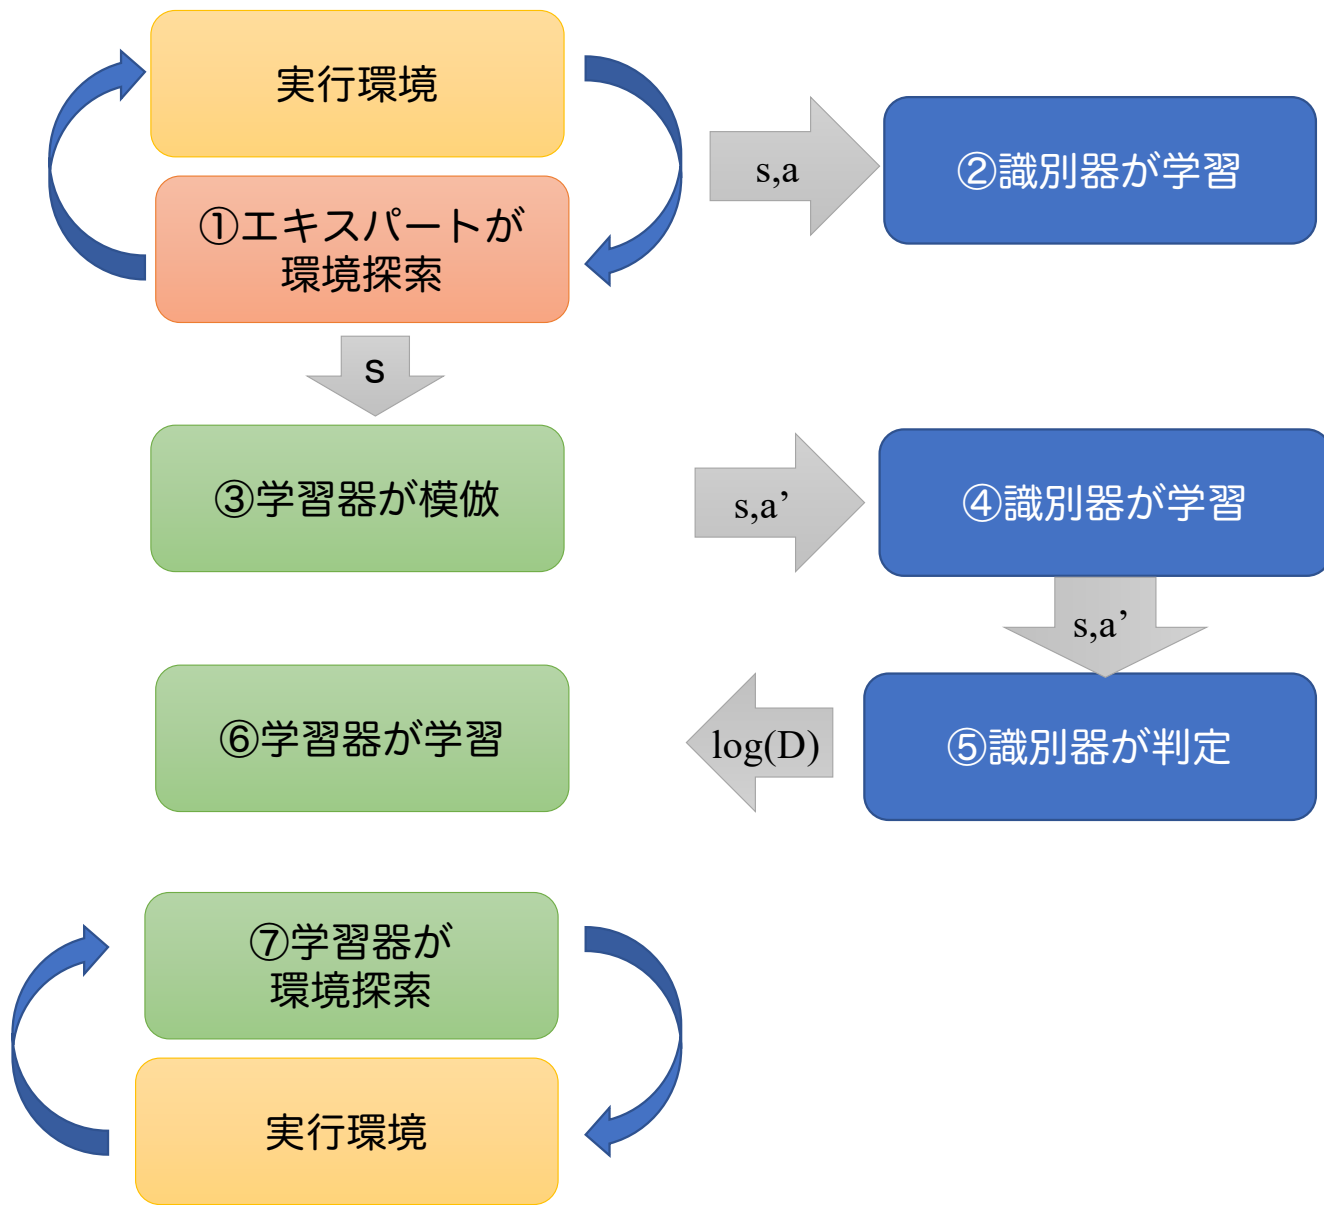 実行環境
①エキスパートが
環境探索
s,a
②識別器が学習
s
③学習器が模倣
s,a’
④識別器が学習
s,a’
⑤識別器が判定
log(D)
⑥学習器が学習
⑦学習器が
環境探索
実行環境